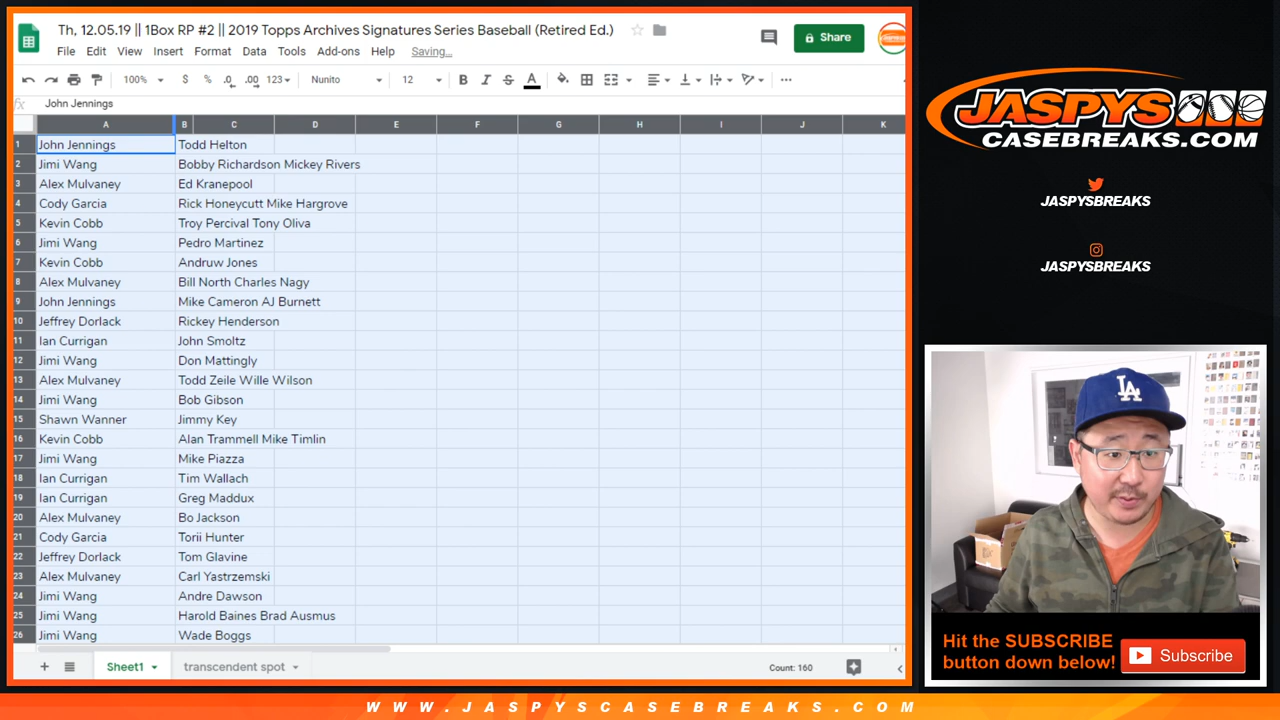 Th, 12.05.19 || 1Box RP #2 || 2019 Topps Archives Signatures Series Baseball (Retired Ed.)
File Edit View Insert Format Data Tools Add-ons Help Saving...
Share
100% $ % .0 .00 123 Nunito 12 B I S A
fx John Jennings
A B C D E F G H I J K
1 John Jennings Todd Helton
2 Jimi Wang Bobby Richardson Mickey Rivers
3 Alex Mulvaney Ed Kranepool
4 Cody Garcia Rick Honeycutt Mike Hargrove
5 Kevin Cobb Troy Percival Tony Oliva
6 Jimi Wang Pedro Martinez
7 Kevin Cobb Andruw Jones
8 Alex Mulvaney Bill North Charles Nagy
9 John Jennings Mike Cameron AJ Burnett
10 Jeffrey Dorlack Rickey Henderson
11 Ian Currigan John Smoltz
12 Jimi Wang Don Mattingly
13 Alex Mulvaney Todd Zeile Wille Wilson
14 Jimi Wang Bob Gibson
15 Shawn Wanner Jimmy Key
16 Kevin Cobb Alan Trammell Mike Timlin
17 Jimi Wang Mike Piazza
18 Ian Currigan Tim Wallach
19 Ian Currigan Greg Maddux
20 Alex Mulvaney Bo Jackson
21 Cody Garcia Torii Hunter
22 Jeffrey Dorlack Tom Glavine
23 Alex Mulvaney Carl Yastrzemski
24 Jimi Wang Andre Dawson
25 Jimi Wang Harold Baines Brad Ausmus
26 Jimi Wang Wade Boggs
Sheet1 transcendent spot Count: 160
JASPYS
CASEBREAKS.COM
JASPYSBREAKS
JASPYSBREAKS
LA
Hit the SUBSCRIBE
button down below!
Subscribe
WWW.JASPYSCASEBREAKS.COM